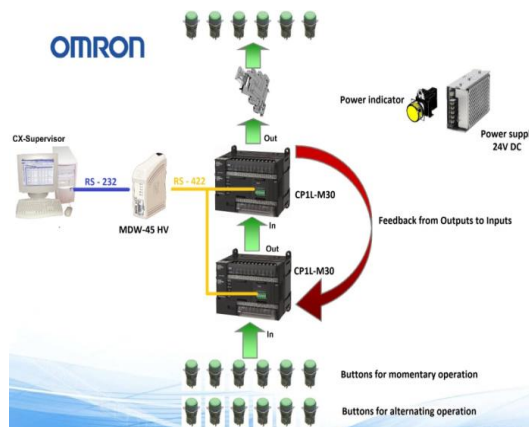 OMRON
Power indicator
Power supply
24V DC
CX-Supervisor
Out
RS - 232
RS - 422
MDW-45 HV
CP1L-M30
Feedback from Outputs to Inputs
In
Out
CP1L-M30
In
Buttons for momentary operation
Buttons for alternating operation